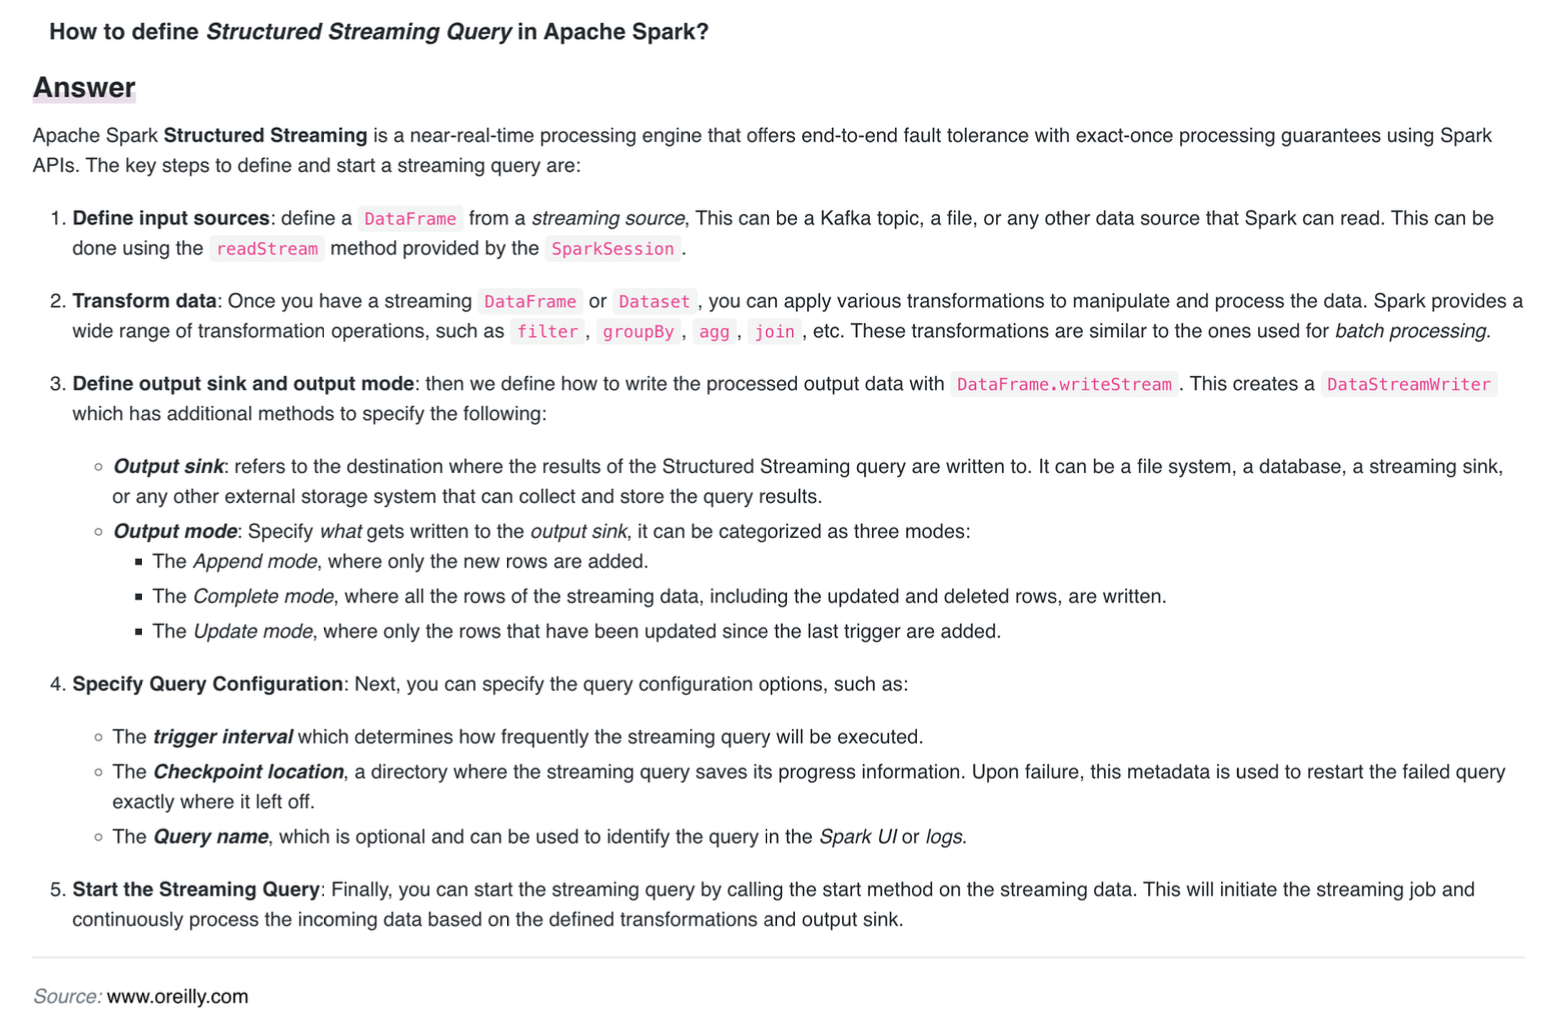 How to define Structured Streaming Query in Apache Spark?
Answer
Apache Spark Structured Streaming is a near-real-time processing engine that offers end-to-end fault tolerance with exact-once processing guarantees using Spark
APIs. The key steps to define and start a streaming query are:
1. Define input sources: define a DataFrame from a streaming source, This can be a Kafka topic, a file, or any other data source that Spark can read. This can be
done using the readStream method provided by the SparkSession.
2. Transform data: Once you have a streaming DataFrame or Dataset, you can apply various transformations to manipulate and process the data. Spark provides a
wide range of transformation operations, such as filter, groupBy, agg, join, etc. These transformations are similar to the ones used for batch processing.
3. Define output sink and output mode: then we define how to write the processed output data with DataFrame.writeStream. This creates a DataStreamWriter
which has additional methods to specify the following:
Output sink: refers to the destination where the results of the Structured Streaming query are written to. It can be a file system, a database, a streaming sink,
or any other external storage system that can collect and store the query results.
Output mode: Specify what gets written to the output sink, it can be categorized as three modes:
The Append mode, where only the new rows are added.
The Complete mode, where all the rows of the streaming data, including the updated and deleted rows, are written.
The Update mode, where only the rows that have been updated since the last trigger are added.
4. Specify Query Configuration: Next, you can specify the query configuration options, such as:
The trigger interval which determines how frequently the streaming query will be executed.
The Checkpoint location, a directory where the streaming query saves its progress information. Upon failure, this metadata is used to restart the failed query
exactly where it left off.
The Query name, which is optional and can be used to identify the query in the Spark UI or logs.
5. Start the Streaming Query: Finally, you can start the streaming query by calling the start method on the streaming data. This will initiate the streaming job and
continuously process the incoming data based on the defined transformations and output sink.
Source: www.oreilly.com